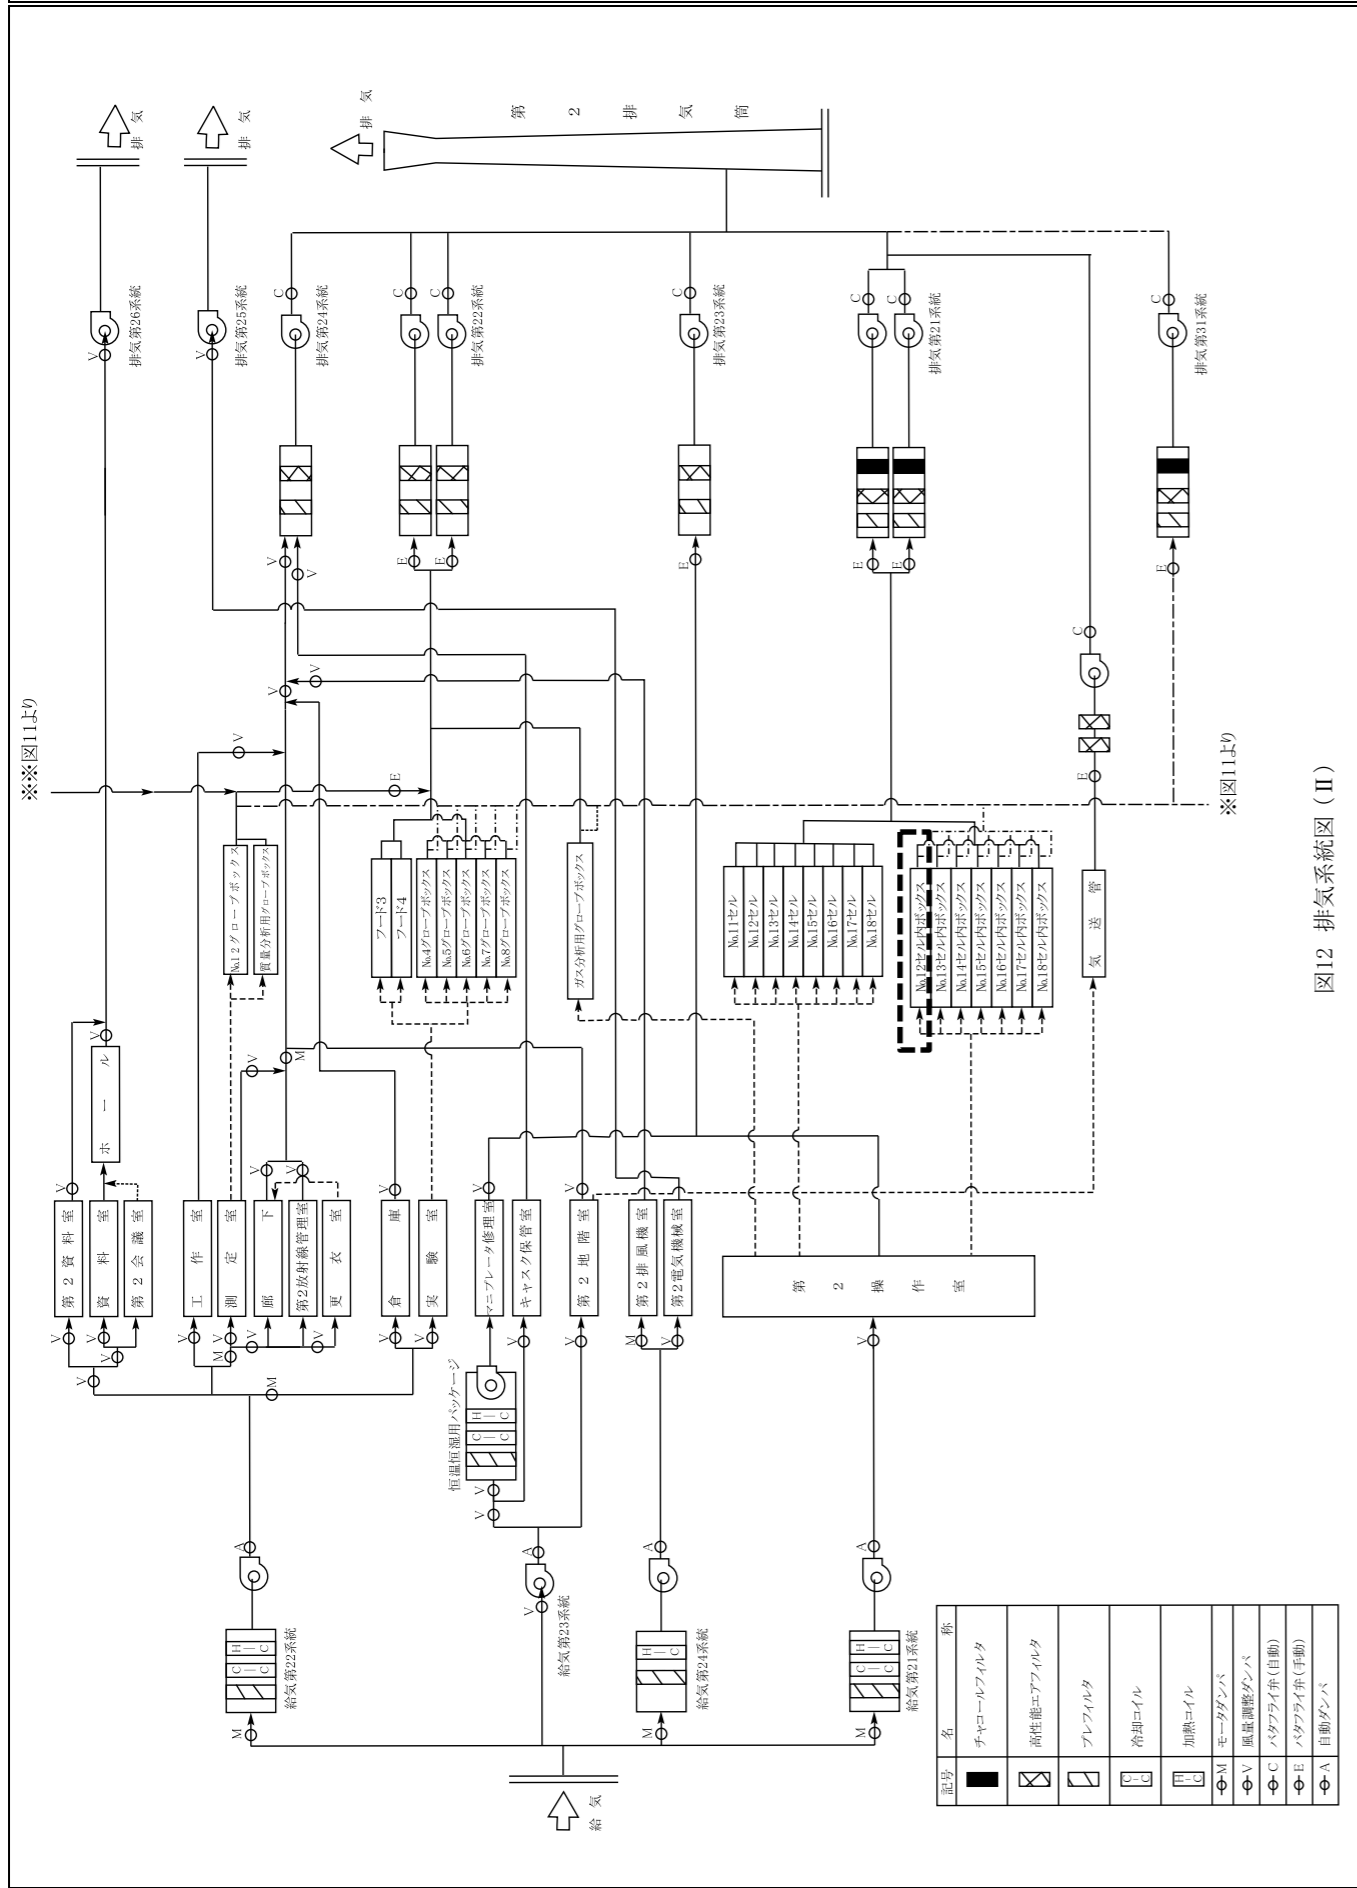 ※※図11より
排気
排気
排気
第2排気筒
排気第26系統
排気第25系統
排気第24系統
排気第22系統
排気第23系統
排気第21系統
排気第31系統
C
C
C
C
C
C
C
C
V
V
V
V
E
E
E
E
E
E
V
V
V
E
E
※図11より
No.12グローブボックス
質量分析用グローブボックス
フード3
フード4
No.4グローブボックス
No.5グローブボックス
No.6グローブボックス
No.7グローブボックス
No.8グローブボックス
ガス分析用グローブボックス
No.11セル
No.12セル
No.13セル
No.14セル
No.15セル
No.16セル
No.17セル
No.18セル
No.12セル内ボックス
No.13セル内ボックス
No.14セル内ボックス
No.15セル内ボックス
No.16セル内ボックス
No.17セル内ボックス
No.18セル内ボックス
気送管
ホール
V
V
M
第2資料室
資料室
第2会議室
工作室
測定室
廊下
第2放射線管理室
更衣室
倉庫
実験室
マニプレータ修理室
キャスク保管室
第2地階室
第2排風機室
第2電気機械室
第2操作室
V
V
V
V
V
V
V
V
V
V
V
V
V
M
V
V
V
V
V
V
V
M
V
V
M
V
V
恒温恒湿用パッケージ
C-C
H-C
V
V
A
A
A
A
V
給気第22系統
給気第23系統
給気第24系統
給気第21系統
C-C
H-C
H-C
C-C
H-C
M
M
M
給気
記号 名称
チャコールフィルタ
高性能エアフィルタ
プレフィルタ
C-C 冷却コイル
H-C 加熱コイル
M モータダンパ
V 風量調整ダンパ
C バタフライ弁(自動)
E バタフライ弁(手動)
A 自動ダンパ
図12 排気系統図(Ⅱ)